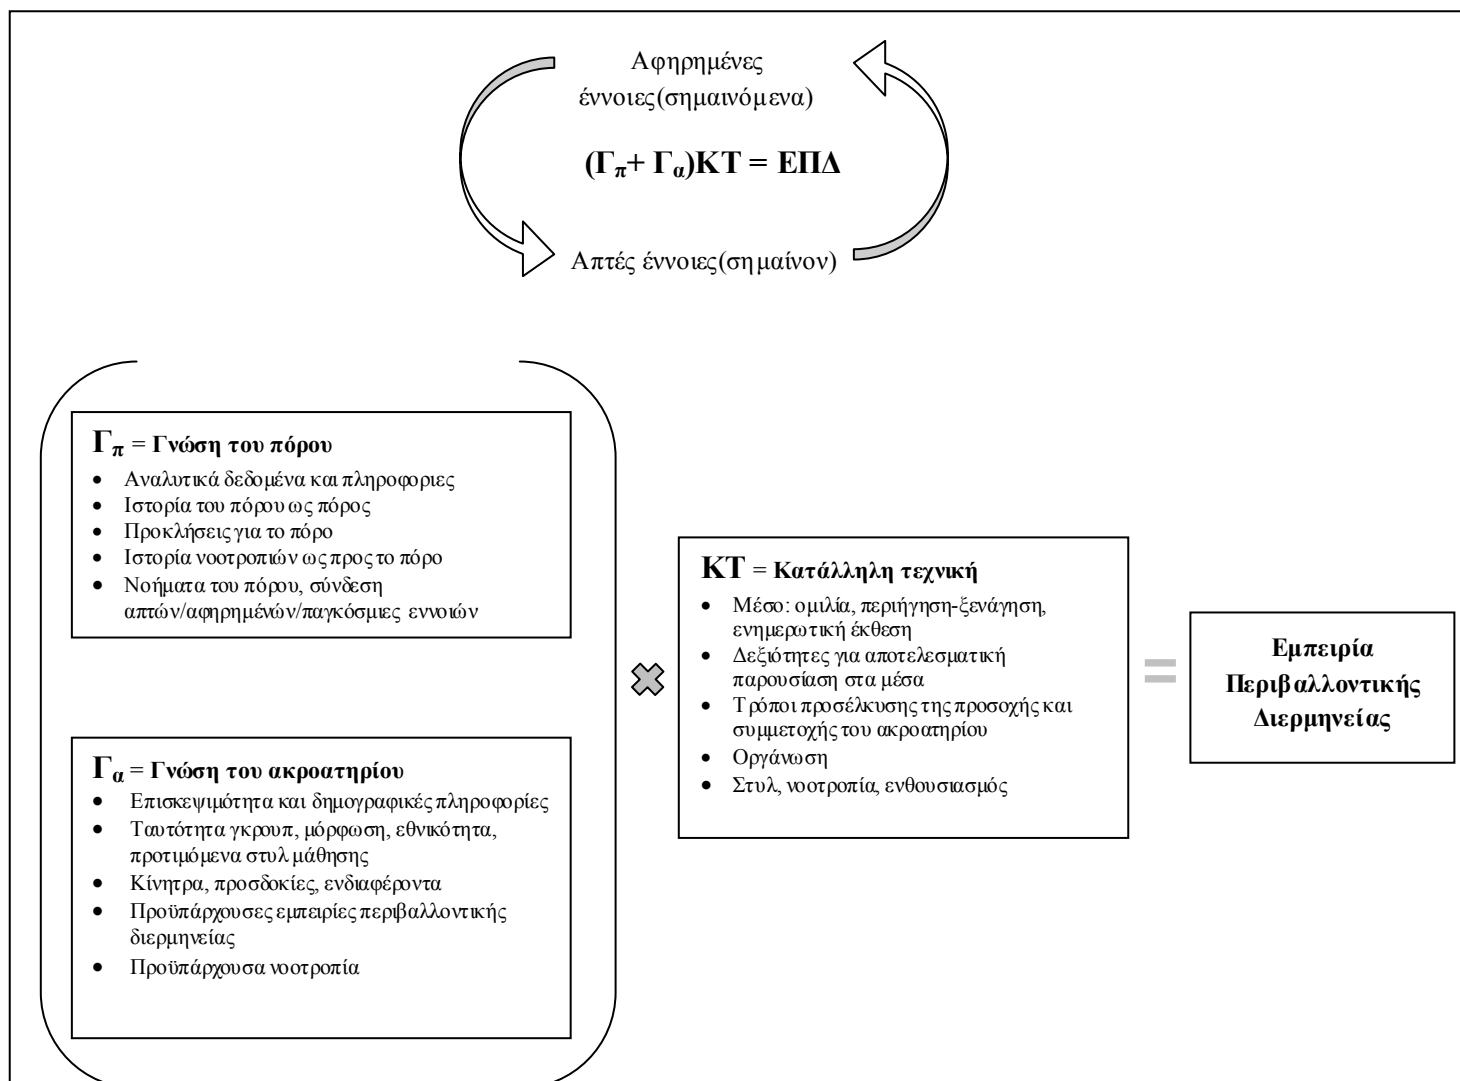 Αφηρημένες
έννοιες(σημαινόμενα)
(Γπ+ Γα)ΚΤ = ΕΠΔ
Απτές έννοιες(σημαίνον)
Γπ = Γνώση του πόρου
• Αναλυτικά δεδομένα και πληροφοριες
• Ιστορία του πόρου ως πόρος
• Προκλήσεις για το πόρο
• Ιστορία νοοτροπιών ως προς το πόρο
• Νοήματα του πόρου, σύνδεση
απτών/αφηρημένών/παγκόσμιες εννοιών
Γα = Γνώση του ακροατηρίου
• Επισκεψιμότητα και δημογραφικές πληροφορίες
• Ταυτότητα γκρουπ, μόρφωση, εθνικότητα,
προτιμόμενα στυλ μάθησης
• Κίνητρα, προσδοκίες, ενδιαφέροντα
• Προϋπάρχουσες εμπειρίες περιβαλλοντικής
διερμηνείας
• Προϋπάρχουσα νοοτροπία
ΚΤ = Κατάλληλη τεχνική
• Μέσο: ομιλία, περιήγηση-ξενάγηση,
ενημερωτική έκθεση
• Δεξιότητες για αποτελεσματική
παρουσίαση στα μέσα
• Τρόποι προσέλκυσης της προσοχής και
συμμετοχής του ακροατηρίου
• Οργάνωση
• Στυλ, νοοτροπία, ενθουσιασμός
=
Εμπειρία
Περιβαλλοντικής
Διερμηνείας